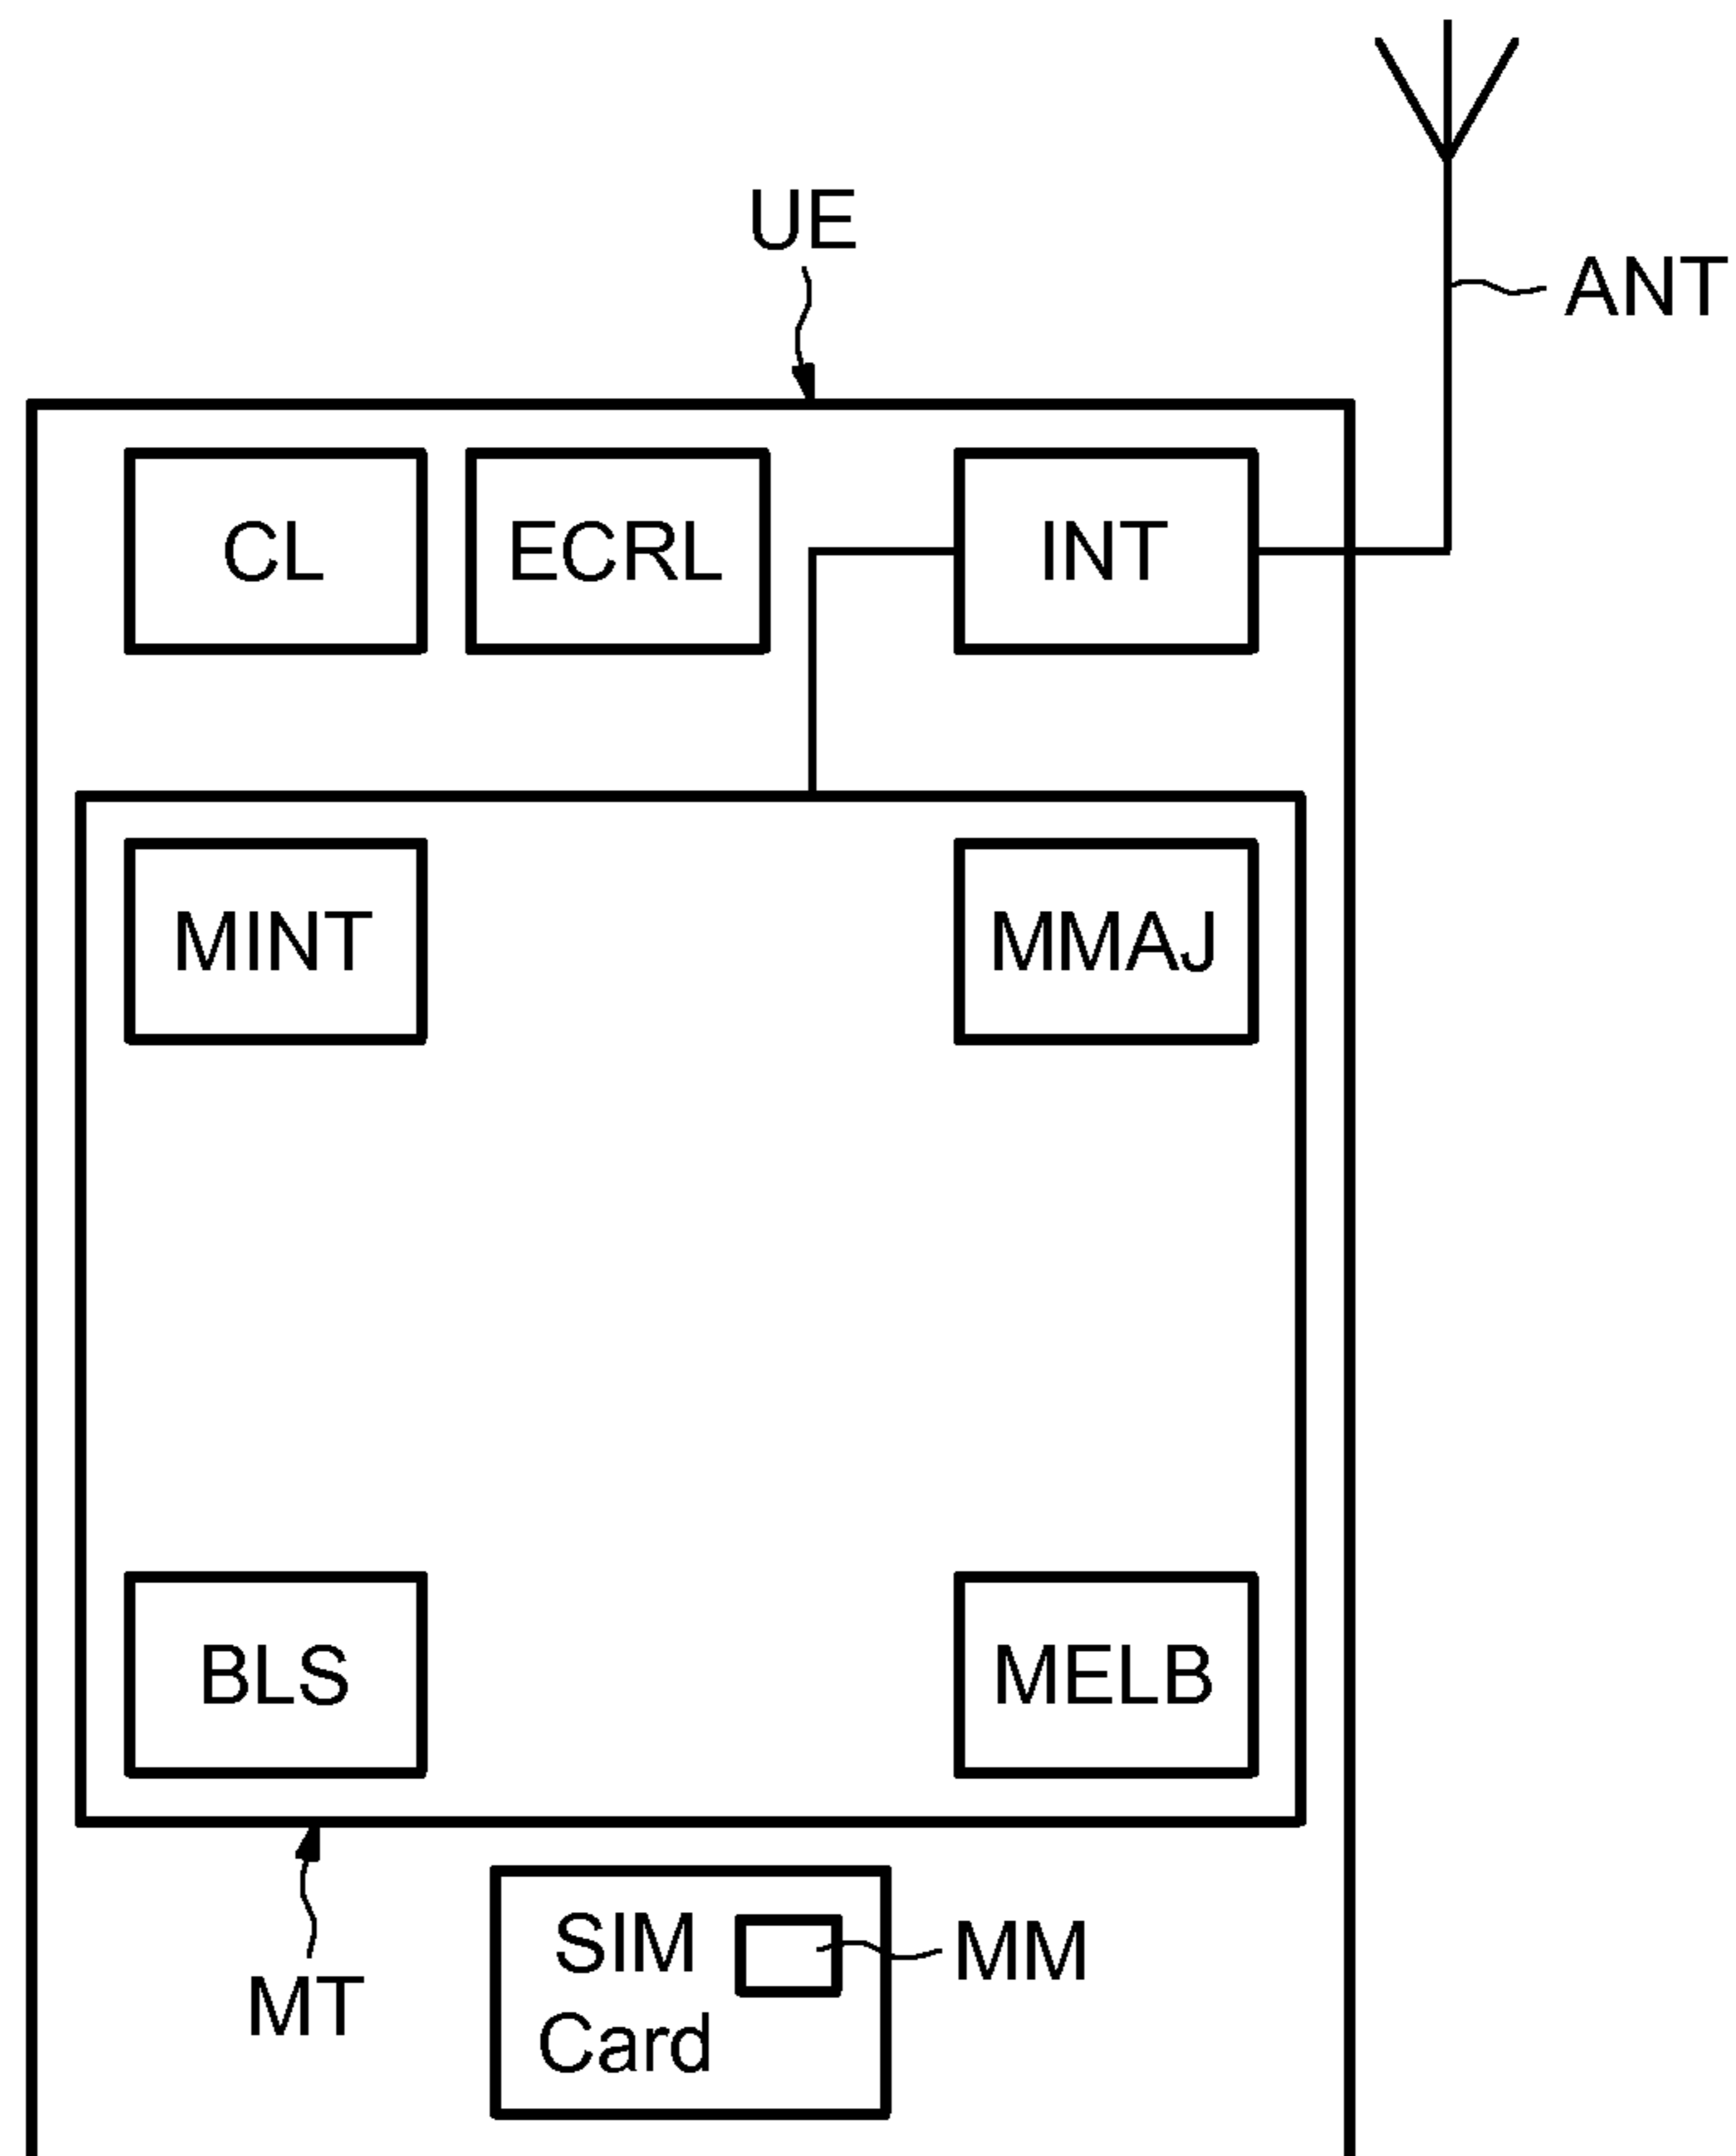 UE
ANT
CL
ECRL
INT
MINT
MMAJ
BLS
MELB
SIM
Card
MM
MT